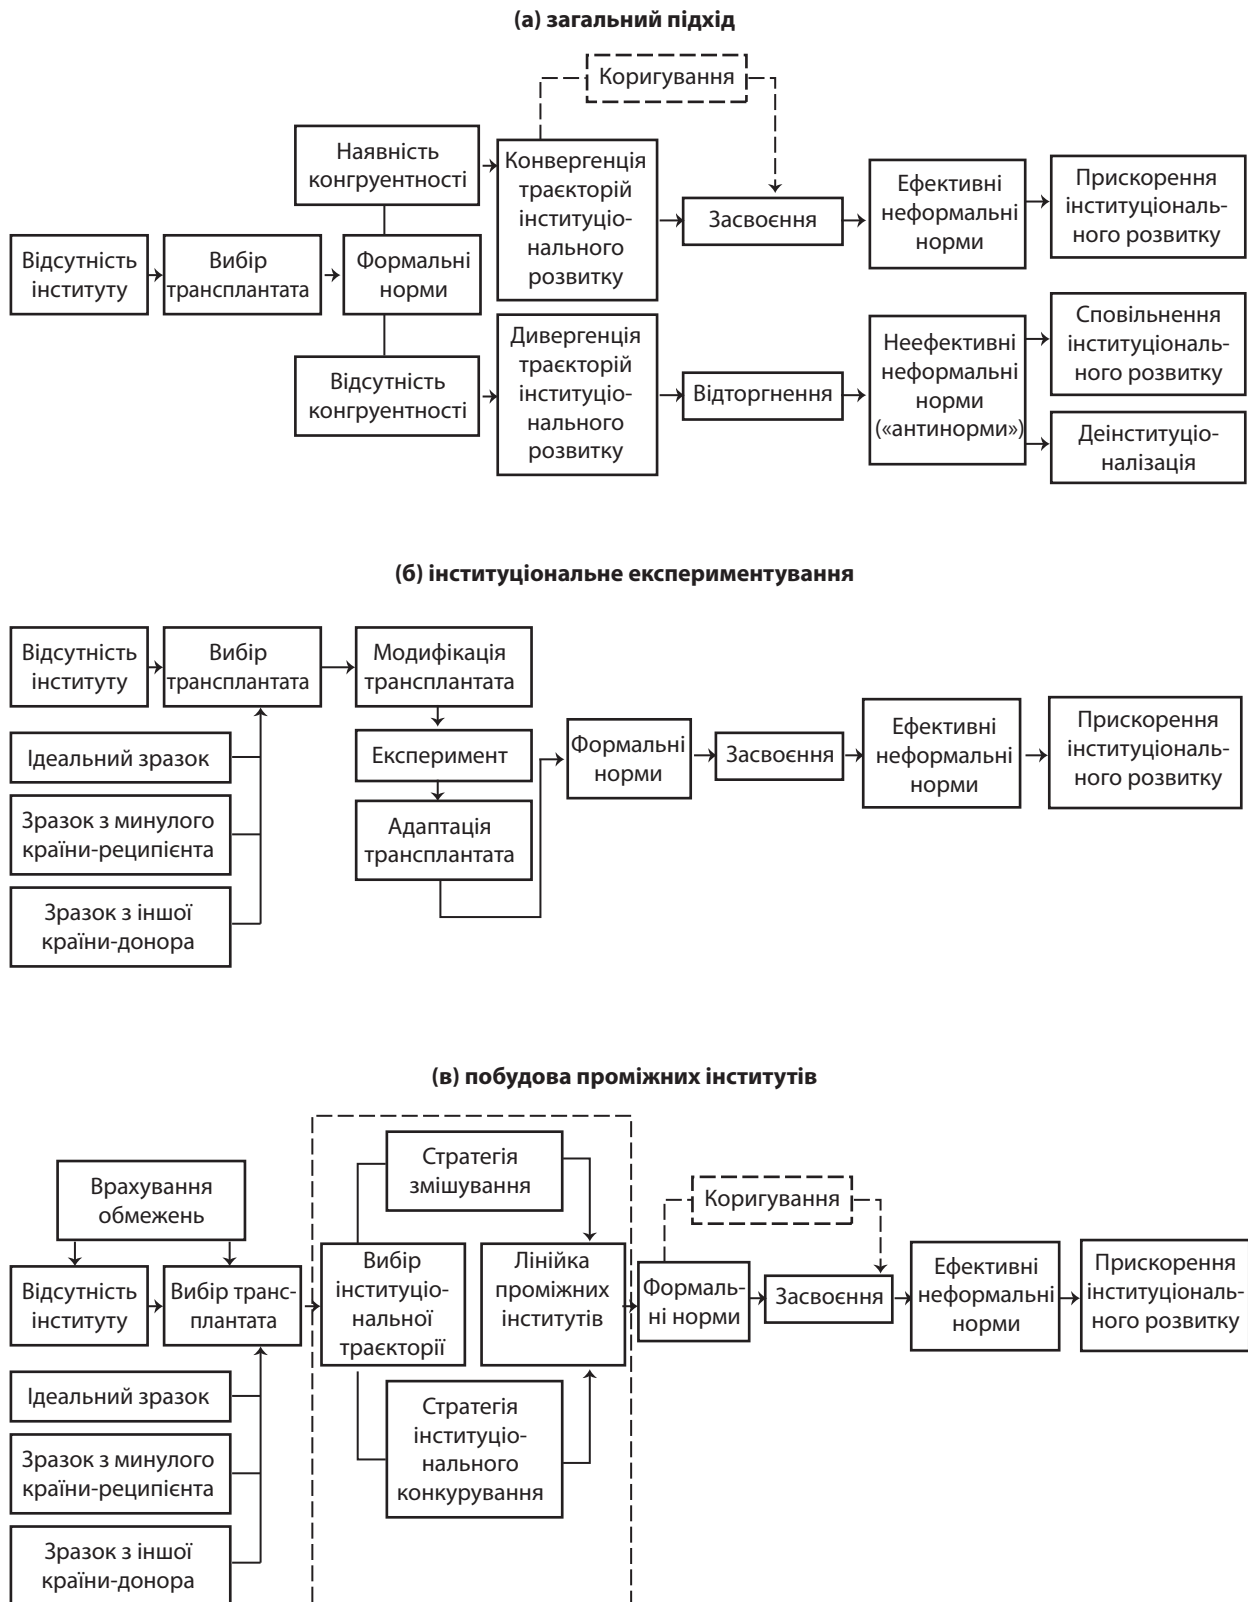 (а) загальний підхід
Коригування
Наявність
конгруентності
Конвергенція
траєкторій
інституціо-
нального
розвитку
Засвоєння
Ефективні
неформальні
норми
Прискорення
інституціональ-
ного розвитку
Відсутність
інституту
Вибір
трансплантата
Формальні
норми
Відсутність
конгруентності
Дивергенція
траєкторій
інституціо-
нального
розвитку
Відторгнення
Неефективні
неформальні
норми
(«антинорми»)
Сповільнення
інституціональ-
ного розвитку
Деінституціо-
налізація
(б) інституціональне експериментування
Відсутність
інституту
Вибір
трансплантата
Модифікація
трансплантата
Ідеальний зразок
Зразок з минулого
країни-реципієнта
Зразок з іншої
країни-донора
Експеримент
Адаптація
трансплантата
Формальні
норми
Засвоєння
Ефективні
неформальні
норми
Прискорення
інституціональ-
ного розвитку
(в) побудова проміжних інститутів
Врахування
обмежень
Відсутність
інституту
Вибір транс-
плантата
Ідеальний зразок
Зразок з минулого
країни-реципієнта
Зразок з іншої
країни-донора
Стратегія
змішування
Вибір
інституціо-
нальної
траєкторії
Лінійка
проміжних
інститутів
Стратегія
інституціо-
нального
конкурування
Коригування
Формаль-
ні норми
Засвоєння
Ефективні
неформальні
норми
Прискорення
інституціональ-
ного розвитку